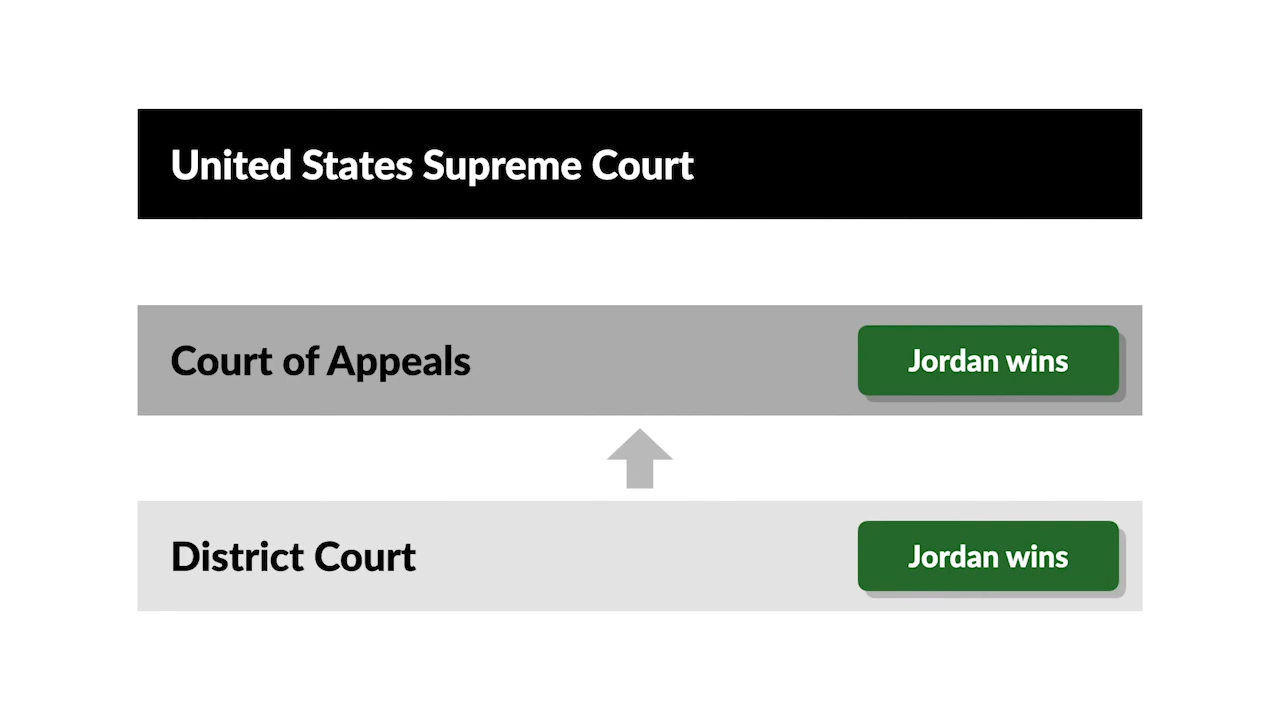 United States Supreme Court
Court of Appeals
Jordan wins
District Court
Jordan wins